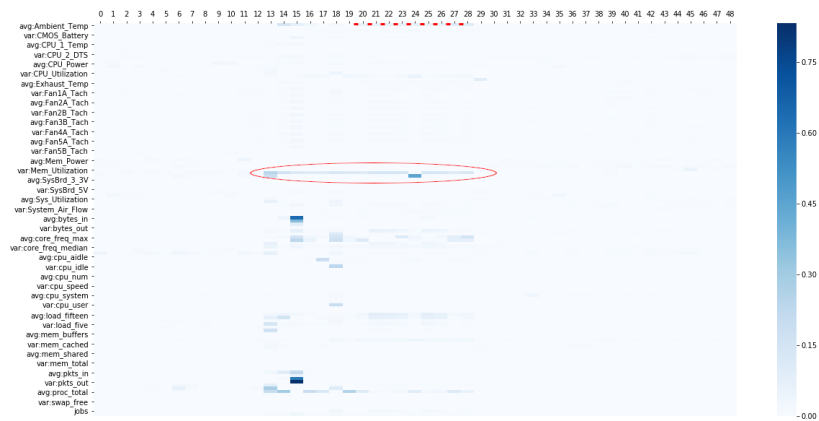 0 1 2 3 4 5 6 7 8 9 10 11 12 13 14 15 16 17 18 19 20 21 22 23 24 25 26 27 28 29 30 31 32 33 34 35 36 37 38 39 40 41 42 43 44 45 46 47 48
avg:Ambient_Temp
var:CMOS_Battery
avg:CPU_1_Temp
var:CPU_2_DTS
avg:CPU_Power
var:CPU_Utilization
avg:Exhaust_Temp
var:Fan1A_Tach
avg:Fan2A_Tach
var:Fan2B_Tach
avg:Fan3B_Tach
var:Fan4A_Tach
avg:Fan5A_Tach
var:Fan5B_Tach
avg:Mem_Power
var:Mem_Utilization
avg:SysBrd_3_3V
var:SysBrd_5V
avg:Sys_Utilization
var:System_Air_Flow
avg:bytes_in
var:bytes_out
avg:core_freq_max
var:core_freq_median
avg:cpu_aidle
var:cpu_idle
avg:cpu_num
var:cpu_speed
avg:cpu_system
var:cpu_user
avg:load_fifteen
var:load_five
avg:mem_buffers
var:mem_cached
avg:mem_shared
var:mem_total
avg:pkts_in
var:pkts_out
avg:proc_total
var:swap_free
jobs
0.75
0.60
0.45
0.30
0.15
0.00